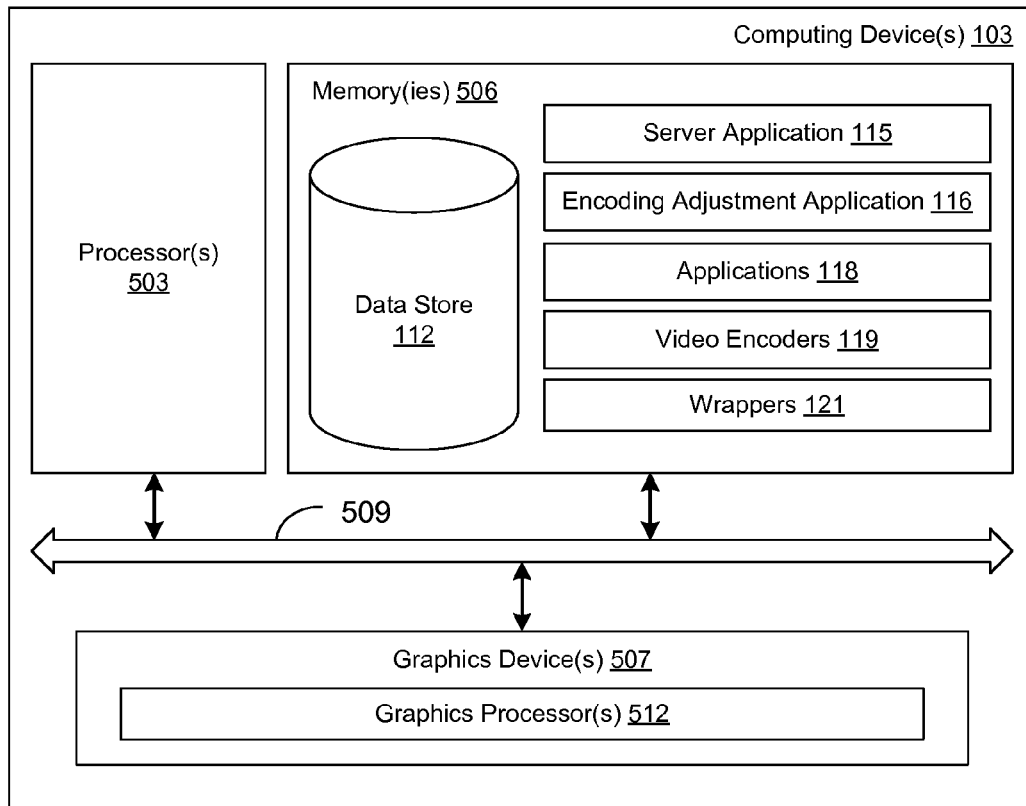 Computing Device(s) 103
Processor(s)
503
Memory(ies) 506
Data Store
112
Server Application 115
Encoding Adjustment Application 116
Applications 118
Video Encoders 119
Wrappers 121
509
Graphics Device(s) 507
Graphics Processor(s) 512